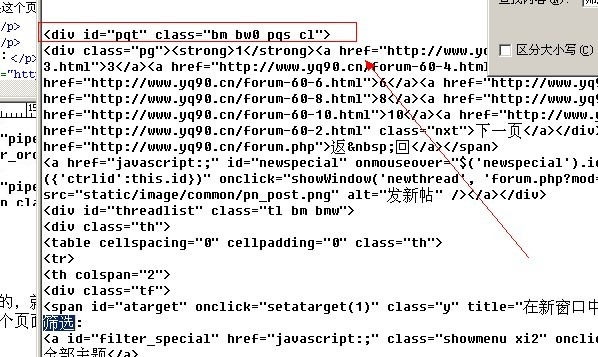 <div id="pgt" class="bm bw0 pgs cl">
<div class="pg"><strong>1</strong><a href="http://www.yq
3.html">3</a><a href="http://www.yq90.cn/forum-60-4.html
href="http://www.yq90.cn/forum-60-6.html">6</a><a href="http://www.yq
href="http://www.yq90.cn/forum-60-8.html">8</a><a href="http://www.yq
href="http://www.yq90.cn/forum-60-10.html">10</a><a href="http://www.
href="http://www.yq90.cn/forum-60-2.html" class="nxt">下一页</a></div>
href="http://www.yq90.cn/forum.php">返&nbsp;回</a></span>
<a href="javascript:;" id="newspecial" onmouseover="$('newspecial').id
({'ctrlid':this.id})" onclick="showWindow('newthread', 'forum.php?mod=
src="static/image/common/pn_post.png" alt="发新帖" /></a></div>
<div id="threadlist" class="tl bm bmw">
<div class="th">
<table cellspacing="0" cellpadding="0" class="th">
<tr>
<th colspan="2">
<div class="tf">
<span id="atarget" onclick="setatarget(1)" class="y" title="在新窗口中
筛选:
<a id="filter_special" href="javascript:;" class="showmenu xi2" onclic
全部主题</a>
区分大小写(C)
是这个页
/p>
/p>
="http
"pipe
r_or
"pipe
n cla
的，就
个页面